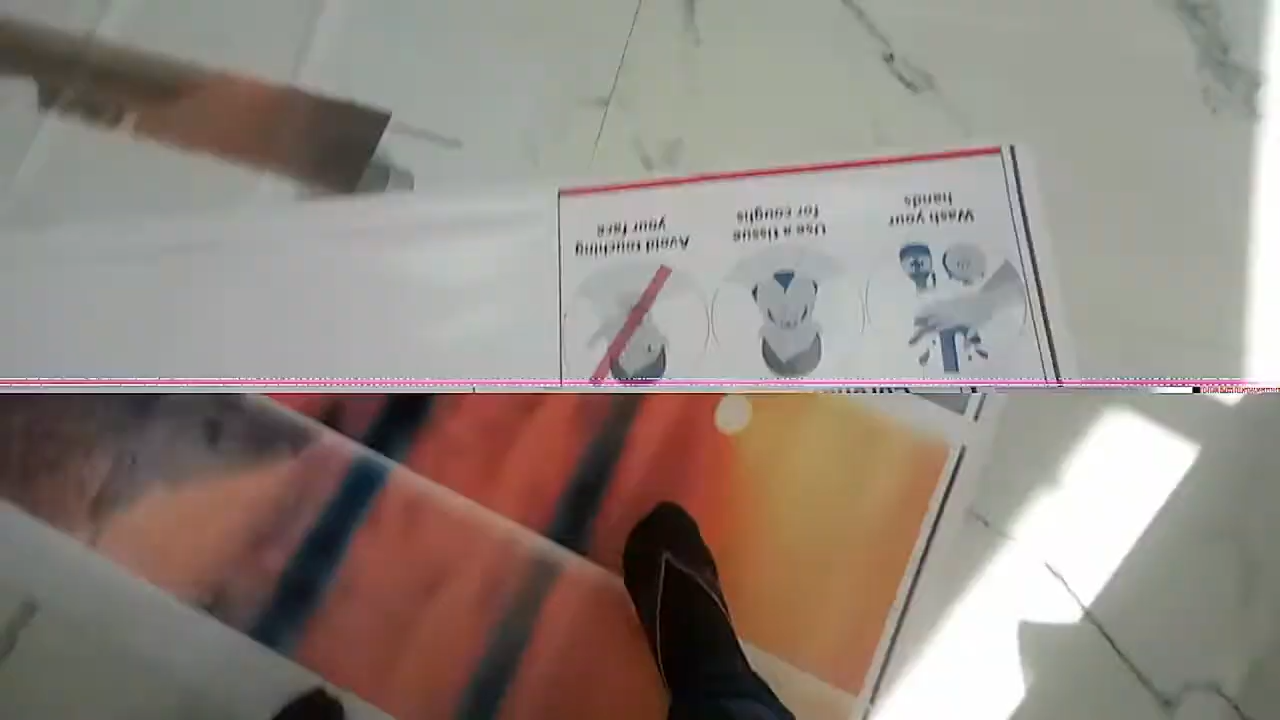 Wash your
hands
Use a tissue
for coughs
Avoid touching
your face